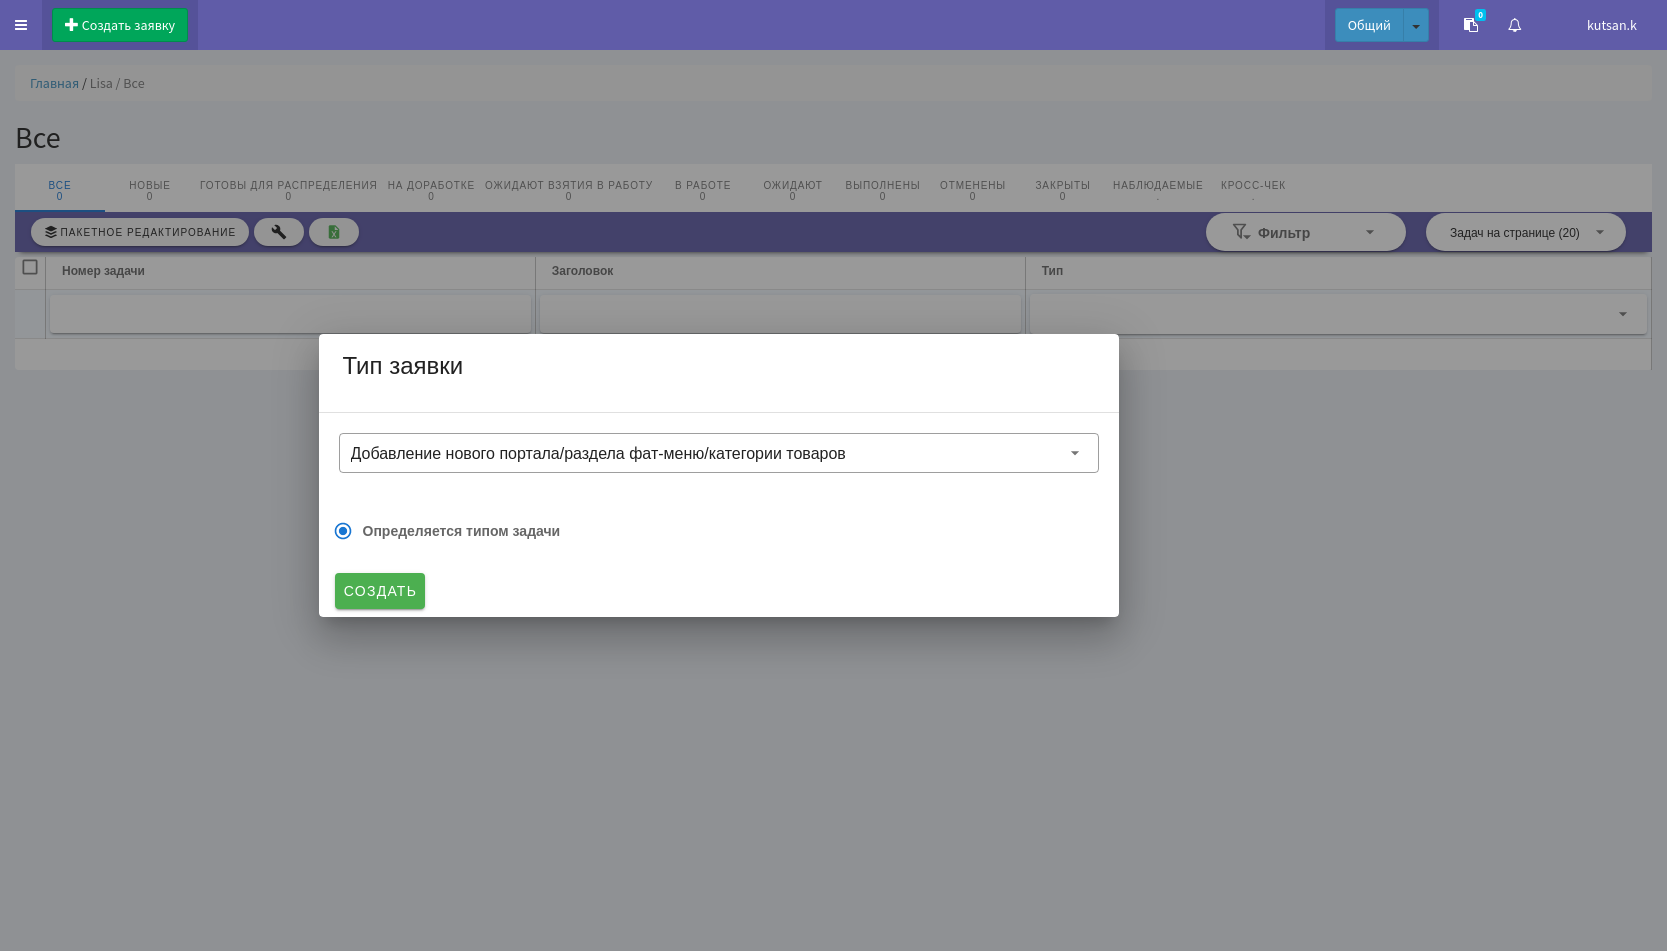 Создать заявку
Общий
0
kutsan.k
Главная / Lisa / Все
Все
ВСЕ НОВЫЕ ГОТОВЫ ДЛЯ РАСПРЕДЕЛЕНИЯ НА ДОРАБОТКЕ ОЖИДАЮТ ВЗЯТИЯ В РАБОТУ В РАБОТЕ ОЖИДАЮТ ВЫПОЛНЕНЫ ОТМЕНЕНЫ ЗАКРЫТЫ НАБЛЮДАЕМЫЕ КРОСС-ЧЕК
0 0 0 0 0 0 0 0 0 0 . .
ПАКЕТНОЕ РЕДАКТИРОВАНИЕ Фильтр Задач на странице (20)
Номер задачи Заголовок Тип
Тип заявки
Добавление нового портала/раздела фат-меню/категории товаров
Определяется типом задачи
СОЗДАТЬ